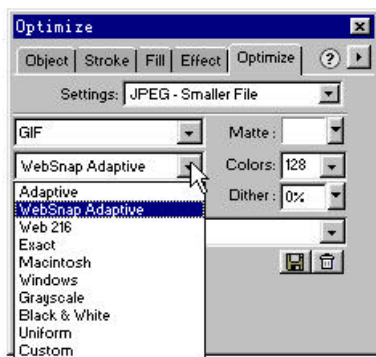 Optimize
Object Stroke Fill Effect Optimize ?
Settings: JPEG - Smaller File
GIF Matte:
WebSnap Adaptive Colors: 128
Adaptive Dither: 0%
WebSnap Adaptive
Web 216
Exact
Macintosh
Windows
Grayscale
Black & White
Uniform
Custom